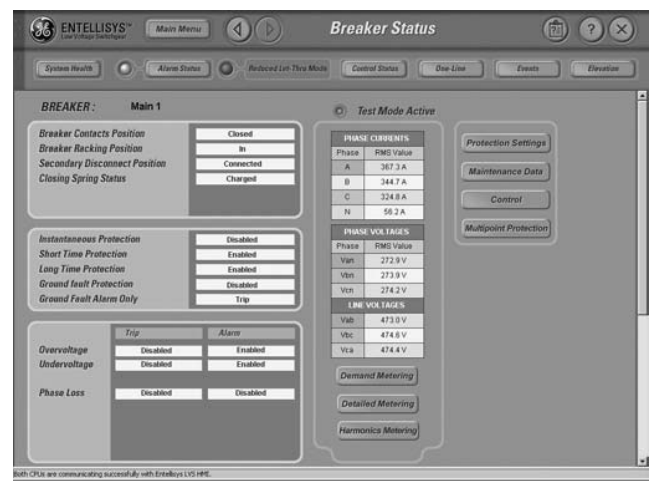 GE ENTELLISYS™ Main Menu Breaker Status ?
Low Voltage Switchgear
System Health Alarm Status Reduced Let-Thru Mode Control Status One-Line Events Elevation
BREAKER : Main 1
Test Mode Active
Breaker Contacts Position Closed
Breaker Racking Position In
Secondary Disconnect Position Connected
Closing Spring Status Charged
Instantaneous Protection Disabled
Short Time Protection Enabled
Long Time Protection Enabled
Ground fault Protection Disabled
Ground Fault Alarm Only Trip
Trip Alarm
Overvoltage Disabled Enabled
Undervoltage Disabled Enabled
Phase Loss Disabled Disabled
PHASE CURRENTS
Phase RMS Value
A 367.3 A
B 344.7 A
C 324.8 A
N 56.2 A
PHASE VOLTAGES
Phase RMS Value
Van 272.9 V
Vbn 273.9 V
Vcn 274.2 V
LINE VOLTAGES
Vab 473.0 V
Vbc 474.6 V
Vca 474.4 V
Demand Metering
Detailed Metering
Harmonics Metering
Protection Settings
Maintenance Data
Control
Multipoint Protection
Both CPUs are communicating successfully with Entellisys LVS HMI.